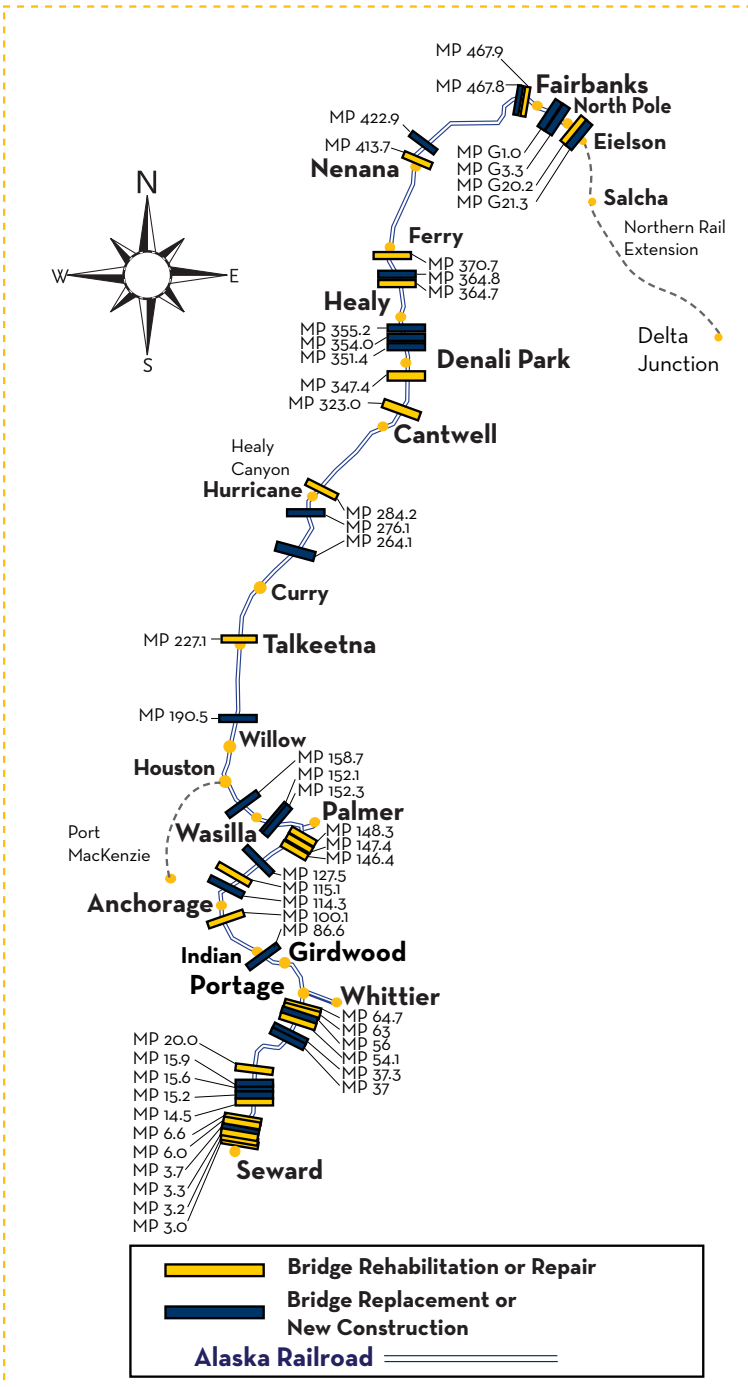 MP 467.9
MP 467.8
Fairbanks
North Pole
MP 422.9
MP 413.7
Nenana
MP G1.0
MP G3.3
MP G20.2
MP G21.3
Eielson
Salcha
Northern Rail
Extension
Delta
Junction
N
W
E
S
Ferry
MP 370.7
MP 364.8
MP 364.7
Healy
MP 355.2
MP 354.0
MP 351.4
Denali Park
MP 347.4
MP 323.0
Cantwell
Healy
Canyon
Hurricane
MP 284.2
MP 276.1
MP 264.1
Curry
MP 227.1
Talkeetna
MP 190.5
Willow
Houston
MP 158.7
MP 152.1
MP 152.3
Palmer
Port
MacKenzie
Wasilla
MP 148.3
MP 147.4
MP 146.4
MP 127.5
MP 115.1
MP 114.3
MP 100.1
MP 86.6
Anchorage
Indian
Girdwood
Portage
Whittier
MP 64.7
MP 63
MP 56
MP 54.1
MP 37.3
MP 37
MP 20.0
MP 15.9
MP 15.6
MP 15.2
MP 14.5
MP 6.6
MP 6.0
MP 3.7
MP 3.3
MP 3.2
MP 3.0
Seward
Bridge Rehabilitation or Repair
Bridge Replacement or
New Construction
Alaska Railroad